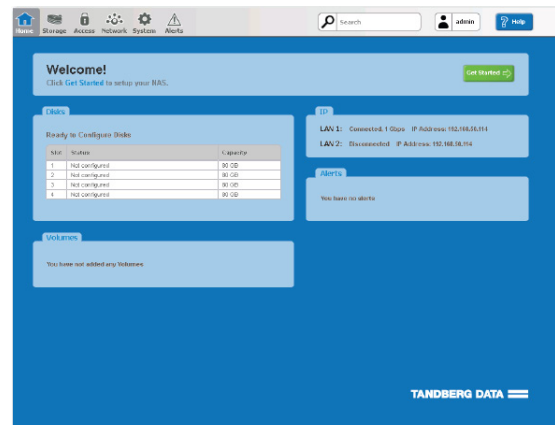 Home Storage Access Network System Alerts
Search
admin
Help
Welcome!
Click Get Started to setup your NAS.
Get Started
Disks
Ready to Configure Disks
Slot Status Capacity
1 Not configured 80 GB
2 Not configured 80 GB
3 Not configured 80 GB
4 Not configured 80 GB
IP
LAN 1: Connected, 1 Gbps IP Address: 192.168.50.114
LAN 2: Disconnected IP Address: 192.168.50.114
Alerts
You have no alerts
Volumes
You have not added any Volumes
TANDBERG DATA